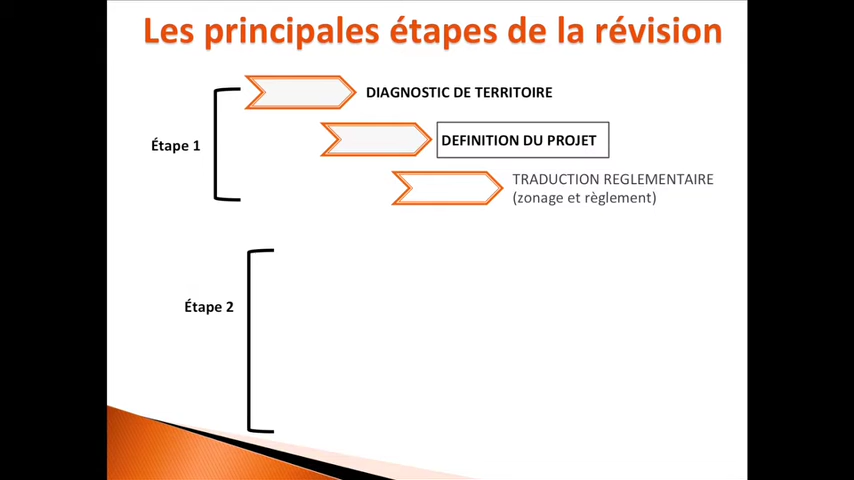 Les principales étapes de la révision
DIAGNOSTIC DE TERRITOIRE
Étape 1
DEFINITION DU PROJET
TRADUCTION REGLEMENTAIRE
(zonage et règlement)
Étape 2